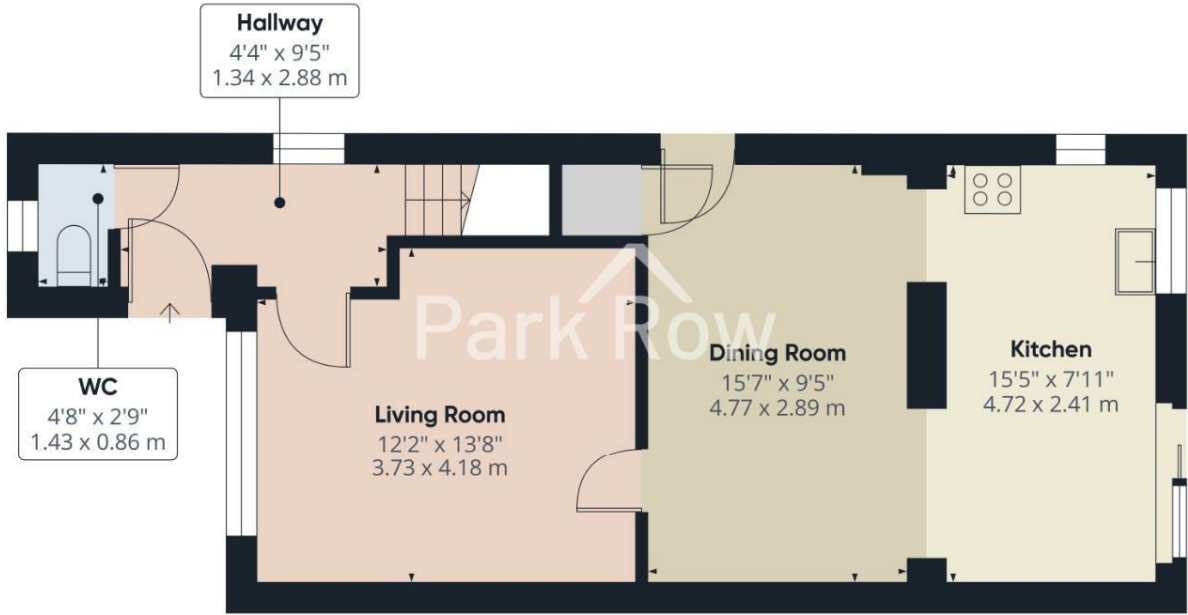 Hallway
4'4" x 9'5"
1.34 x 2.88 m
Park Row
WC
4'8" x 2'9"
1.43 x 0.86 m
Living Room
12'2" x 13'8"
3.73 x 4.18 m
Dining Room
15'7" x 9'5"
4.77 x 2.89 m
Kitchen
15'5" x 7'11"
4.72 x 2.41 m